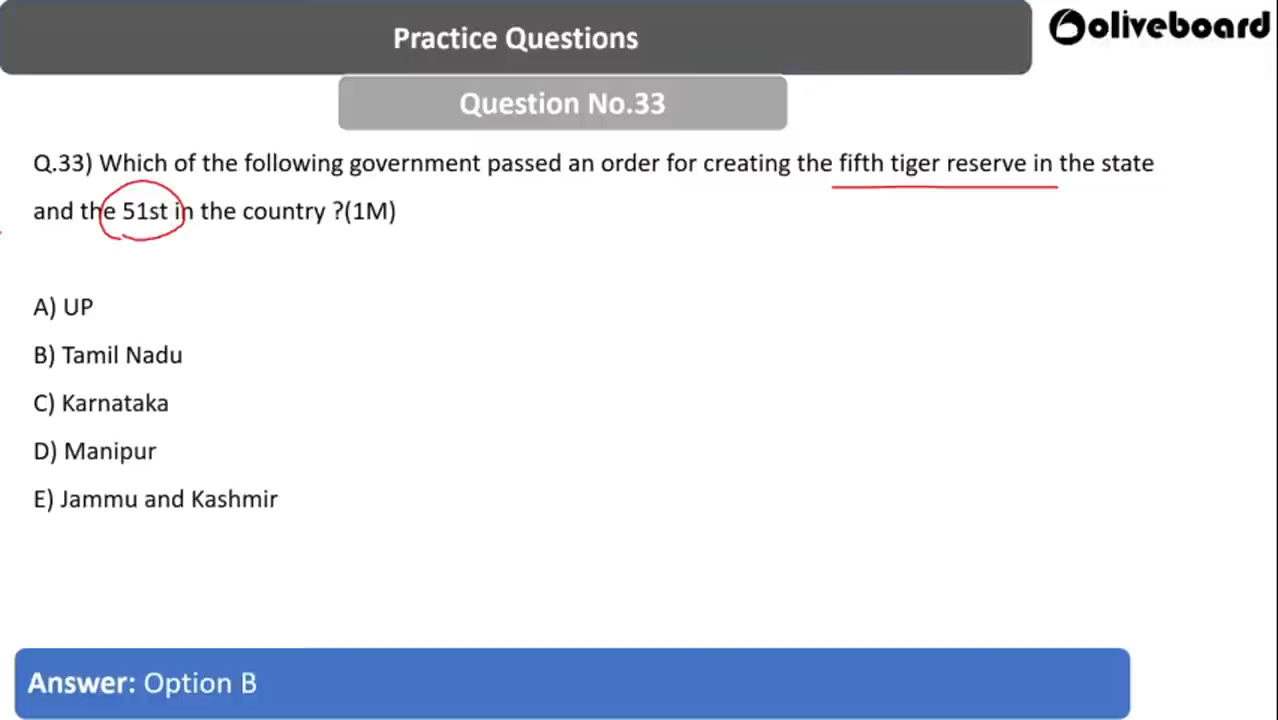 Practice Questions
oliveboard
Question No.33
Q.33) Which of the following government passed an order for creating the fifth tiger reserve in the state
and the 51st in the country ?(1M)
A) UP
B) Tamil Nadu
C) Karnataka
D) Manipur
E) Jammu and Kashmir
Answer: Option B